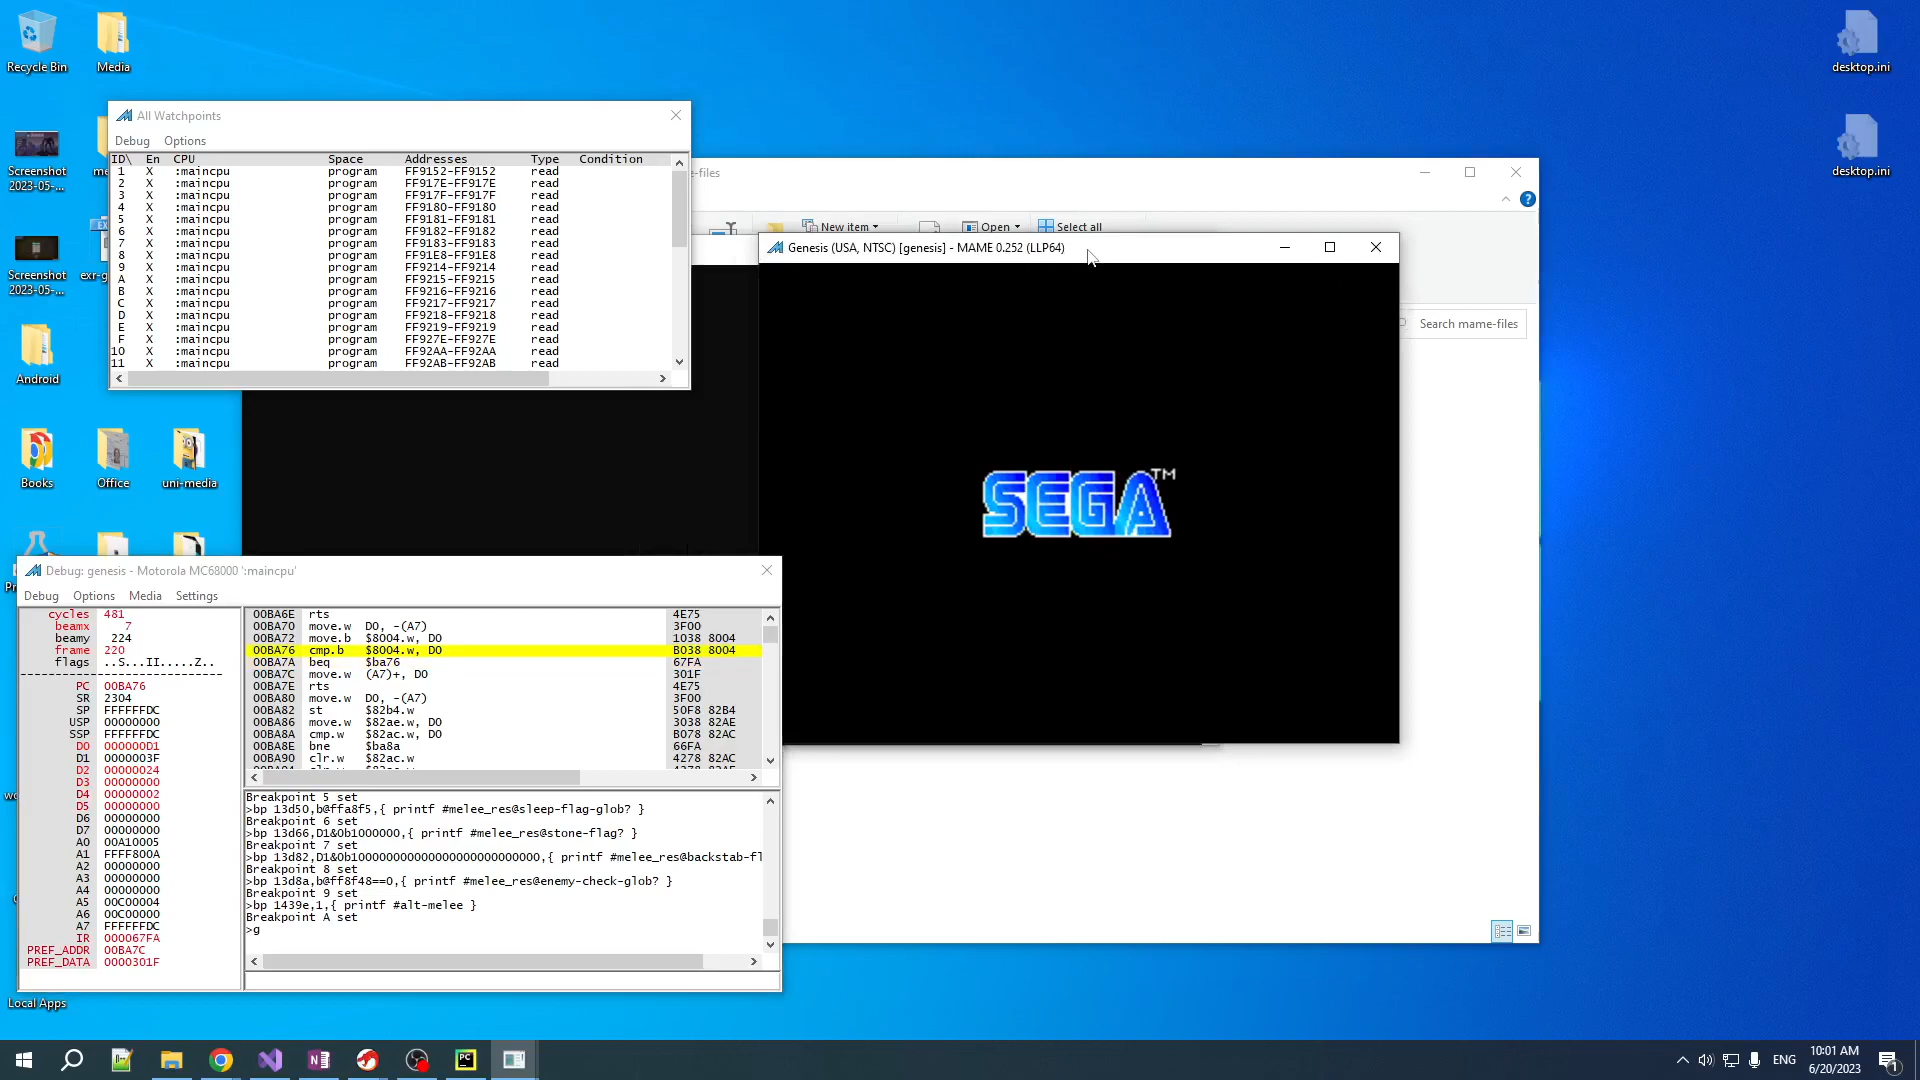 Recycle Bin
Media
desktop.ini
desktop.ini
Screenshot
2023-05-...
me
Screenshot
2023-05-...
exr-g
Android
Books
Office
uni-media
Local Apps
All Watchpoints
Debug Options
ID\ En CPU Space Addresses Type Condition
1 X :maincpu program FF9152-FF9152 read
2 X :maincpu program FF917E-FF917E read
3 X :maincpu program FF917F-FF917F read
4 X :maincpu program FF9180-FF9180 read
5 X :maincpu program FF9181-FF9181 read
6 X :maincpu program FF9182-FF9182 read
7 X :maincpu program FF9183-FF9183 read
8 X :maincpu program FF91E8-FF91E8 read
9 X :maincpu program FF9214-FF9214 read
A X :maincpu program FF9215-FF9215 read
B X :maincpu program FF9216-FF9216 read
C X :maincpu program FF9217-FF9217 read
D X :maincpu program FF9218-FF9218 read
E X :maincpu program FF9219-FF9219 read
F X :maincpu program FF927E-FF927E read
10 X :maincpu program FF92AA-FF92AA read
11 X :maincpu program FF92AB-FF92AB read
e-files
New item Open Select all
Search mame-files
Genesis (USA, NTSC) [genesis] - MAME 0.252 (LLP64)
SEGA™
Debug: genesis - Motorola MC68000 ':maincpu'
Debug Options Media Settings
cycles 481
beamx 7
beamy 224
frame 220
flags ..S...II.....Z..
PC 00BA76
SR 2304
SP FFFFFFDC
USP 00000000
SSP FFFFFFDC
D0 000000D1
D1 0000003F
D2 00000024
D3 00000000
D4 00000002
D5 00000000
D6 00000000
D7 00000000
A0 00A10005
A1 FFFF800A
A2 00000000
A3 00000000
A4 00000000
A5 00C00004
A6 00C00000
A7 FFFFFFDC
IR 000067FA
PREF_ADDR 00BA7C
PREF_DATA 0000301F
00BA6E rts 4E75
00BA70 move.w D0, -(A7) 3F00
00BA72 move.b $8004.w, D0 1038 8004
00BA76 cmp.b $8004.w, D0 B038 8004
00BA7A beq $ba76 67FA
00BA7C move.w (A7)+, D0 301F
00BA7E rts 4E75
00BA80 move.w D0, -(A7) 3F00
00BA82 st $82b4.w 50F8 82B4
00BA86 move.w $82ae.w, D0 3038 82AE
00BA8A cmp.w $82ac.w, D0 B078 82AC
00BA8E bne $ba8a 66FA
00BA90 clr.w $82ac.w 4278 82AC
Breakpoint 5 set
>bp 13d50,b@ffa8f5,{ printf #melee_res@sleep-flag-glob? }
Breakpoint 6 set
>bp 13d66,D1&0b1000000,{ printf #melee_res@stone-flag? }
Breakpoint 7 set
>bp 13d82,D1&0b1000000000000000000000000,{ printf #melee_res@backstab-fl
Breakpoint 8 set
>bp 13d8a,b@ff8f48==0,{ printf #melee_res@enemy-check-glob? }
Breakpoint 9 set
>bp 1439e,1,{ printf #alt-melee }
Breakpoint A set
>g
ENG
10:01 AM
6/20/2023
1